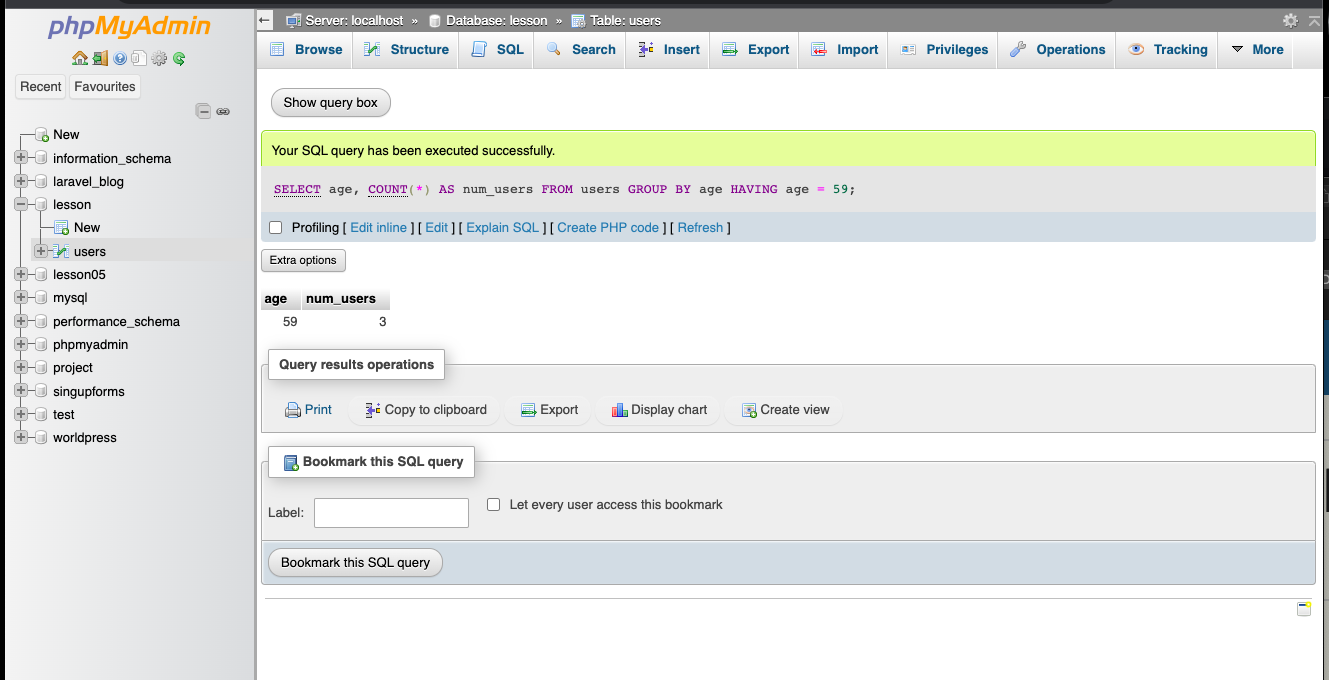 phpMyAdmin
Recent Favourites
New
information_schema
laravel_blog
lesson
New
users
lesson05
mysql
performance_schema
phpmyadmin
project
singupforms
test
worldpress
Server: localhost » Database: lesson » Table: users
Browse Structure SQL Search Insert Export Import Privileges Operations Tracking More
Show query box
Your SQL query has been executed successfully.
SELECT age, COUNT(*) AS num_users FROM users GROUP BY age HAVING age = 59;
Profiling [ Edit inline ] [ Edit ] [ Explain SQL ] [ Create PHP code ] [ Refresh ]
Extra options
age num_users
59 3
Query results operations
Print Copy to clipboard Export Display chart Create view
Bookmark this SQL query
Label: Let every user access this bookmark
Bookmark this SQL query